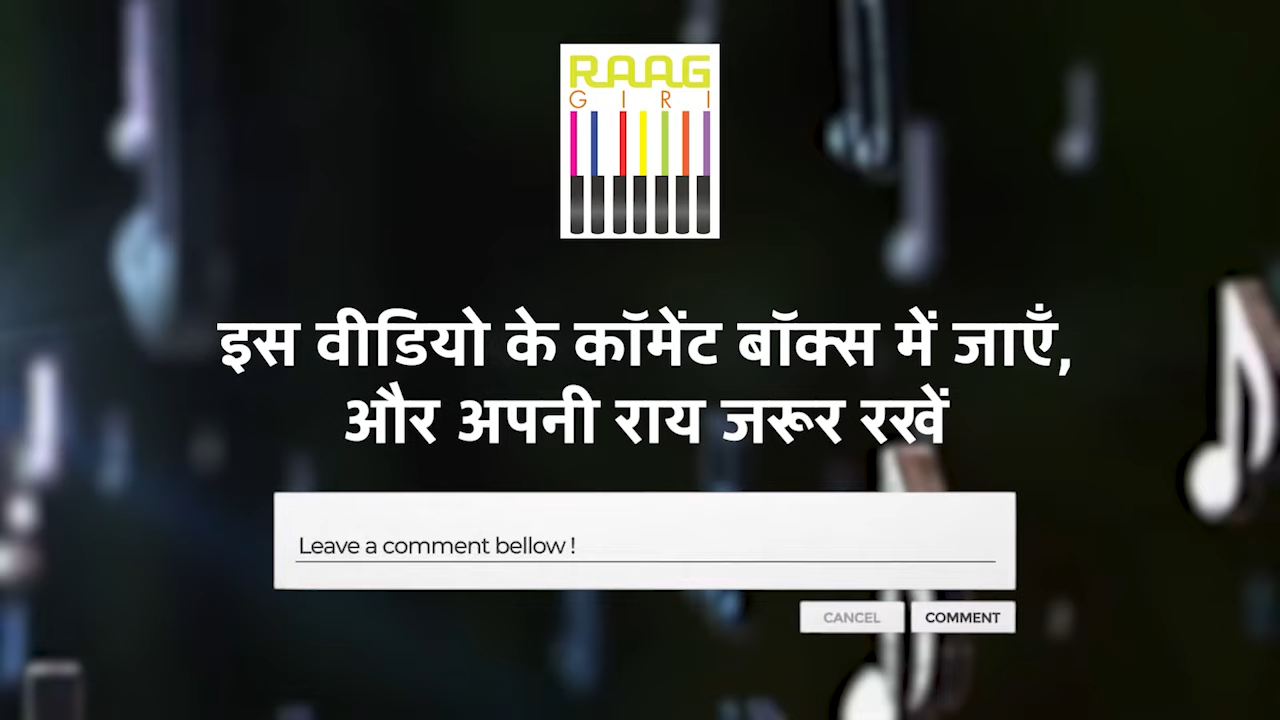 RAAG
GIRI
इस वीडियो के कॉमेंट बॉक्स में जाएँ,
और अपनी राय जरूर रखें
Leave a comment bellow !
CANCEL COMMENT